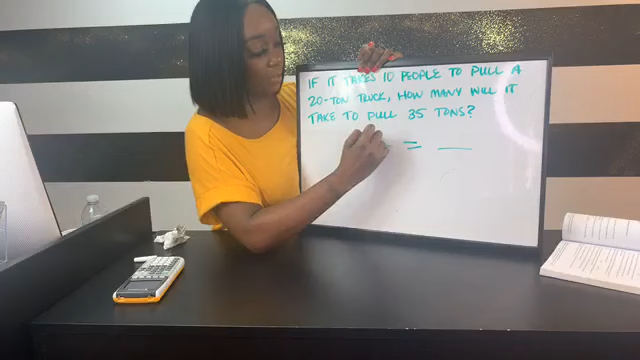 IF IT TAKES 10 PEOPLE TO PULL A
20-TON TRUCK, HOW MANY WILL IT
TAKE TO PULL 35 TONS?
=